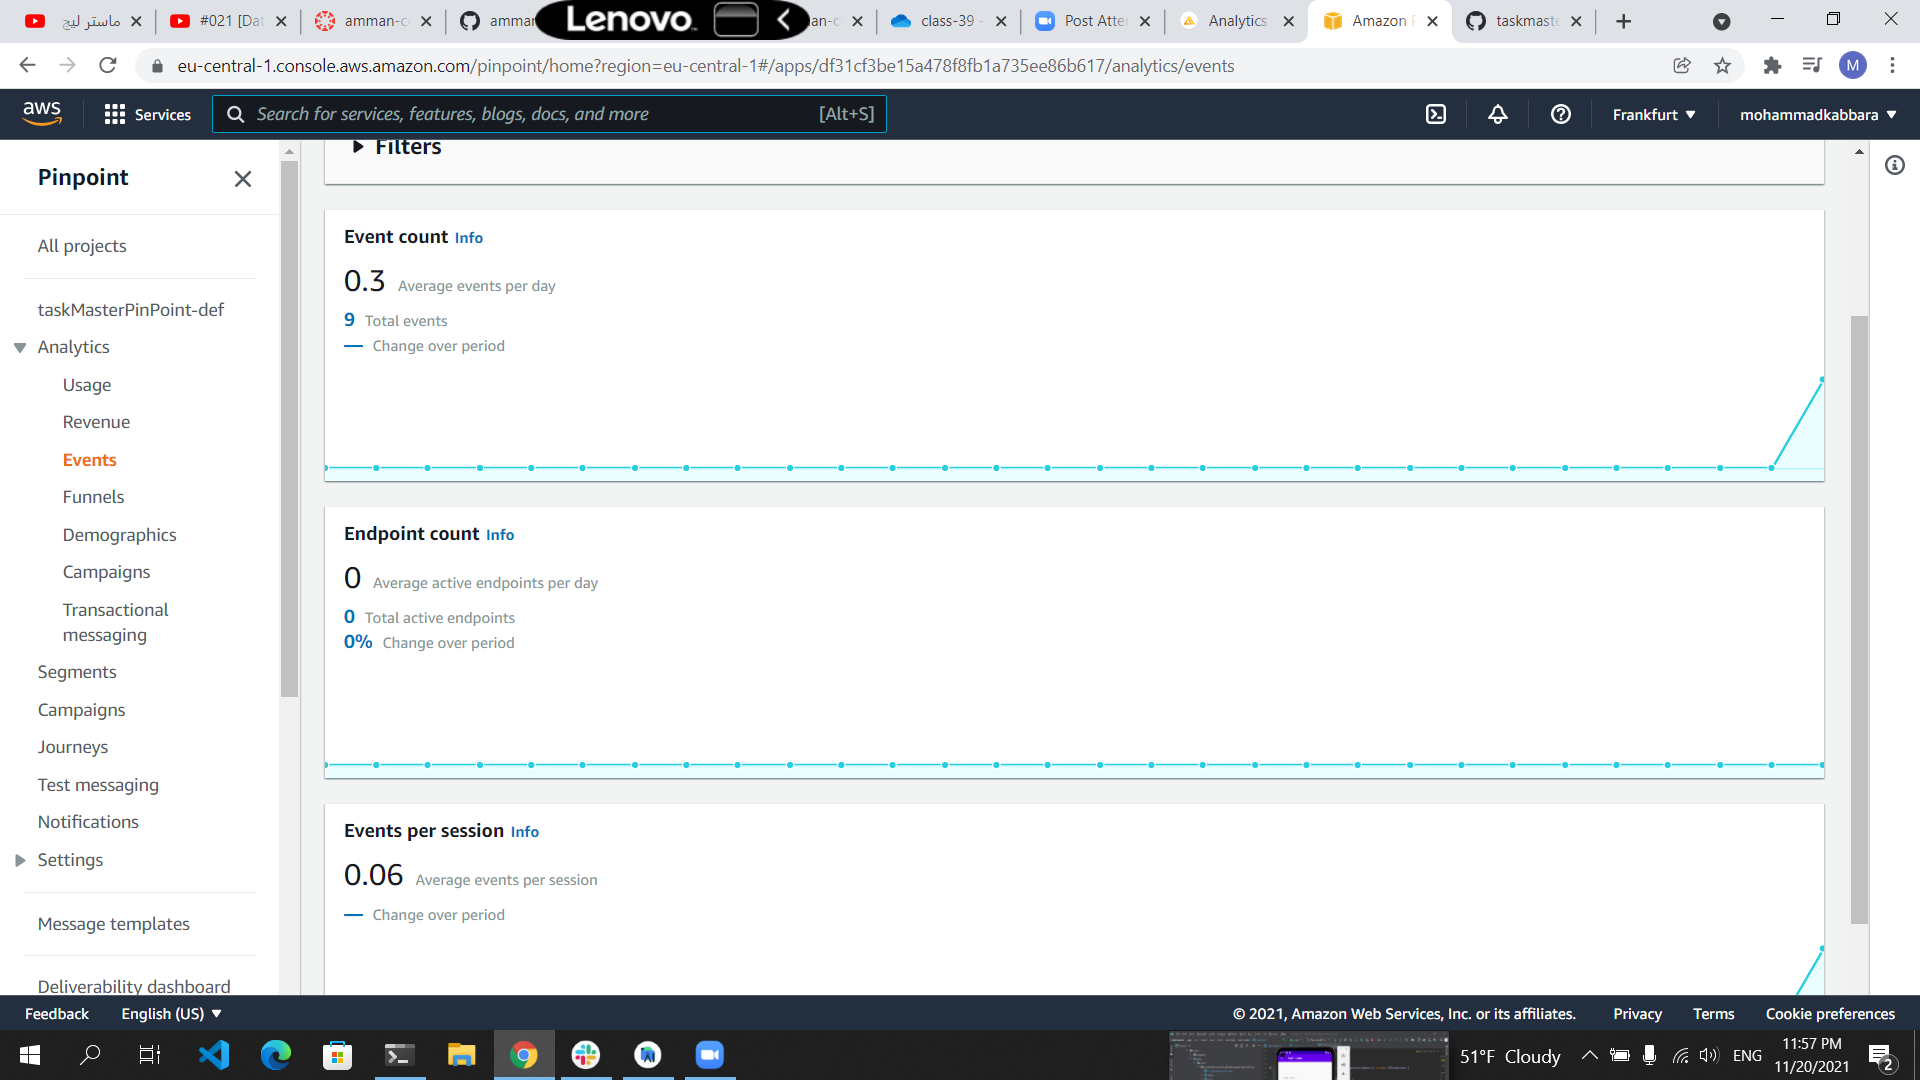 ماستر ليج
#021 [Dat
amman-c
amman
Lenovo
class-39 -
Post Atte
Analytics
Amazon P
taskmaste
eu-central-1.console.aws.amazon.com/pinpoint/home?region=eu-central-1#/apps/df31cf3be15a478f8fb1a735ee86b617/analytics/events
M
aws
Services
Search for services, features, blogs, docs, and more
[Alt+S]
Frankfurt
mohammadkabbara
Pinpoint
All projects
taskMasterPinPoint-def
Analytics
Usage
Revenue
Events
Funnels
Demographics
Campaigns
Transactional
messaging
Segments
Campaigns
Journeys
Test messaging
Notifications
Settings
Message templates
Deliverability dashboard
Filters
Event count Info
0.3 Average events per day
9 Total events
Change over period
Endpoint count Info
0 Average active endpoints per day
0 Total active endpoints
0% Change over period
Events per session Info
0.06 Average events per session
Change over period
Feedback
English (US)
© 2021, Amazon Web Services, Inc. or its affiliates.
Privacy
Terms
Cookie preferences
51°F Cloudy
ENG
11:57 PM
11/20/2021
2